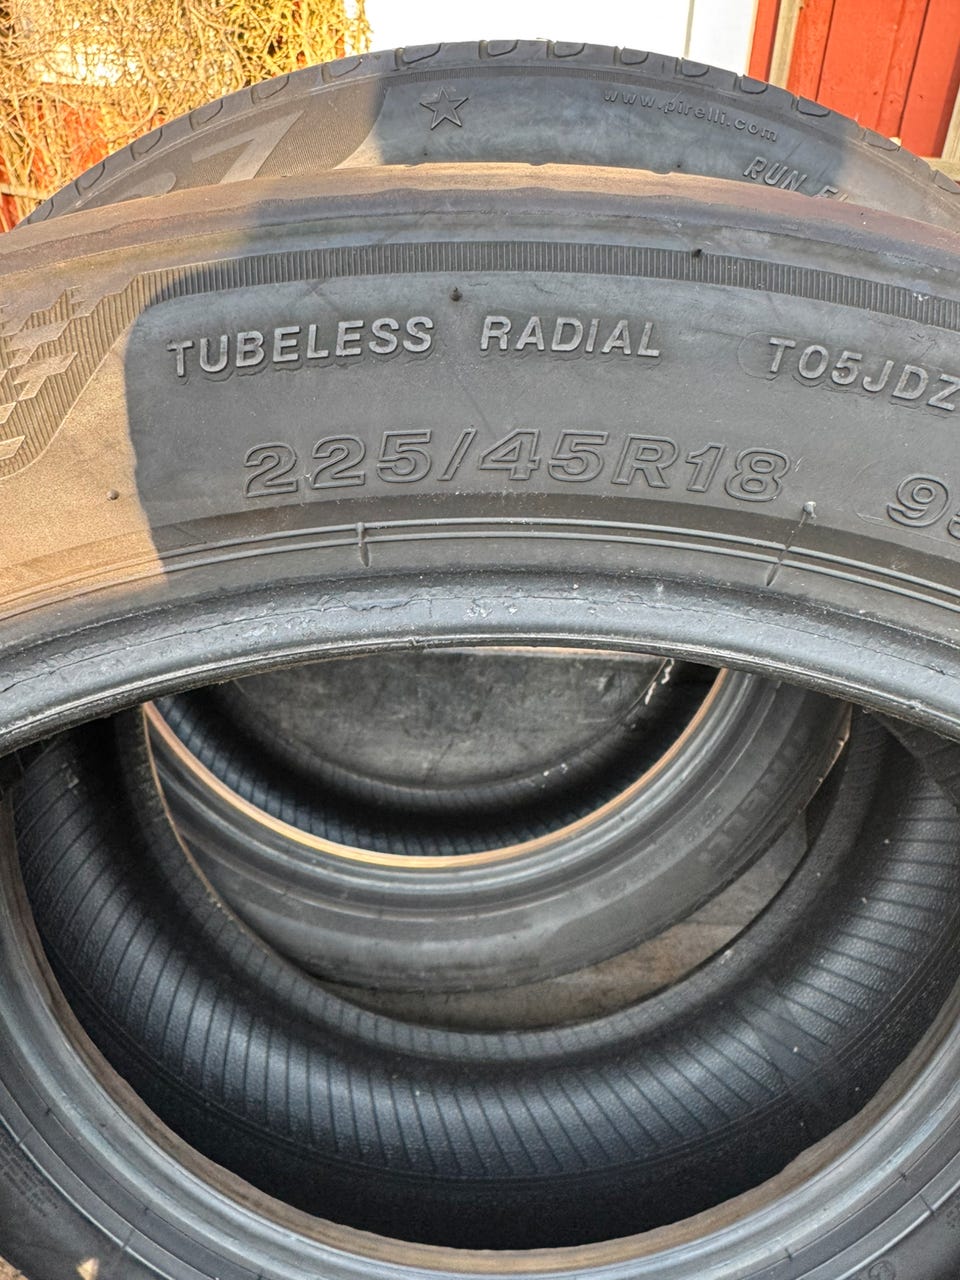 www.pirelli.com
RUN
TUBELESS RADIAL T05JDZ
225/45R18